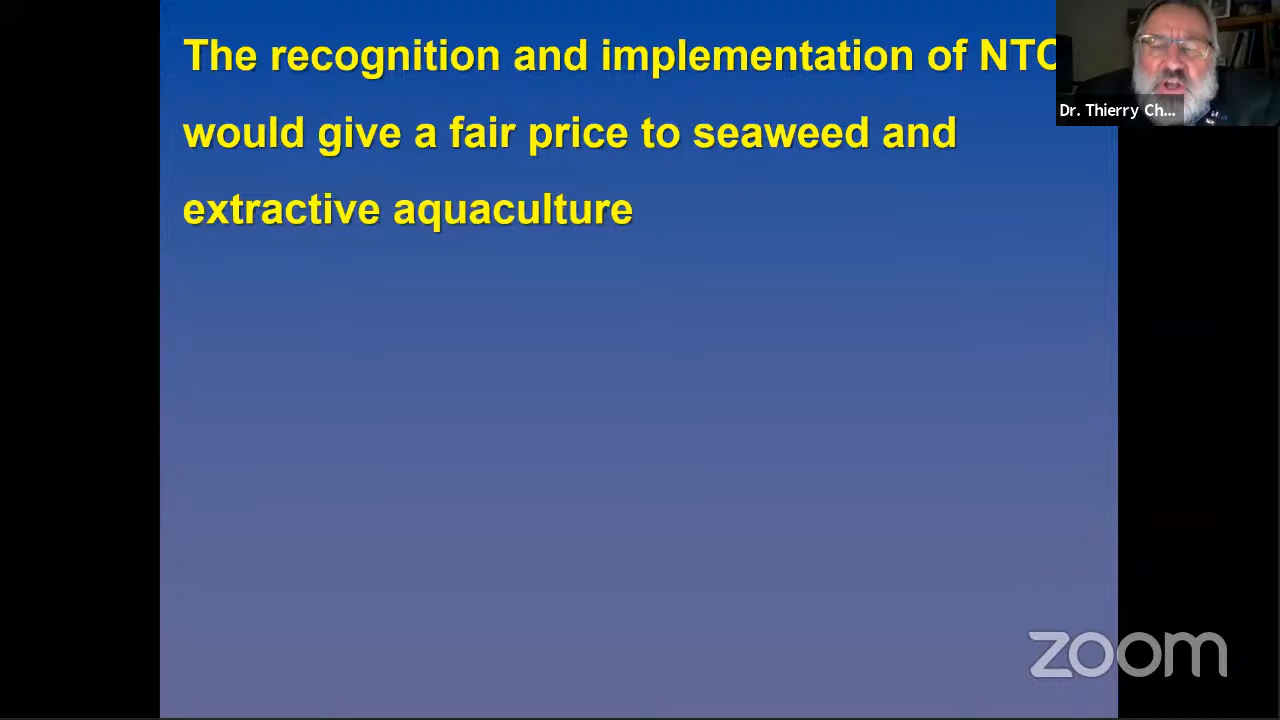 The recognition and implementation of NTC
would give a fair price to seaweed and
extractive aquaculture
Dr. Thierry Ch...
zoom